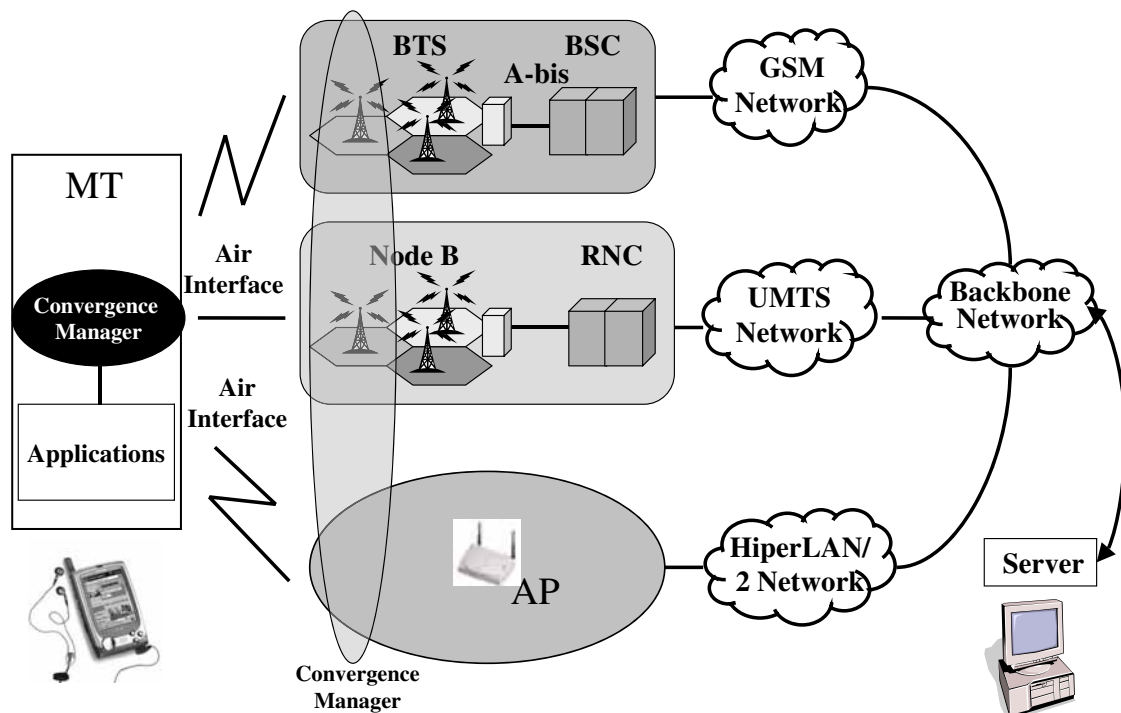 BTS
BSC
A-bis
GSM
Network
MT
Air
Interface
Convergence
Manager
Node B
RNC
UMTS
Network
Backbone
Network
Air
Interface
Applications
AP
HiperLAN/
2 Network
Server
Convergence
Manager